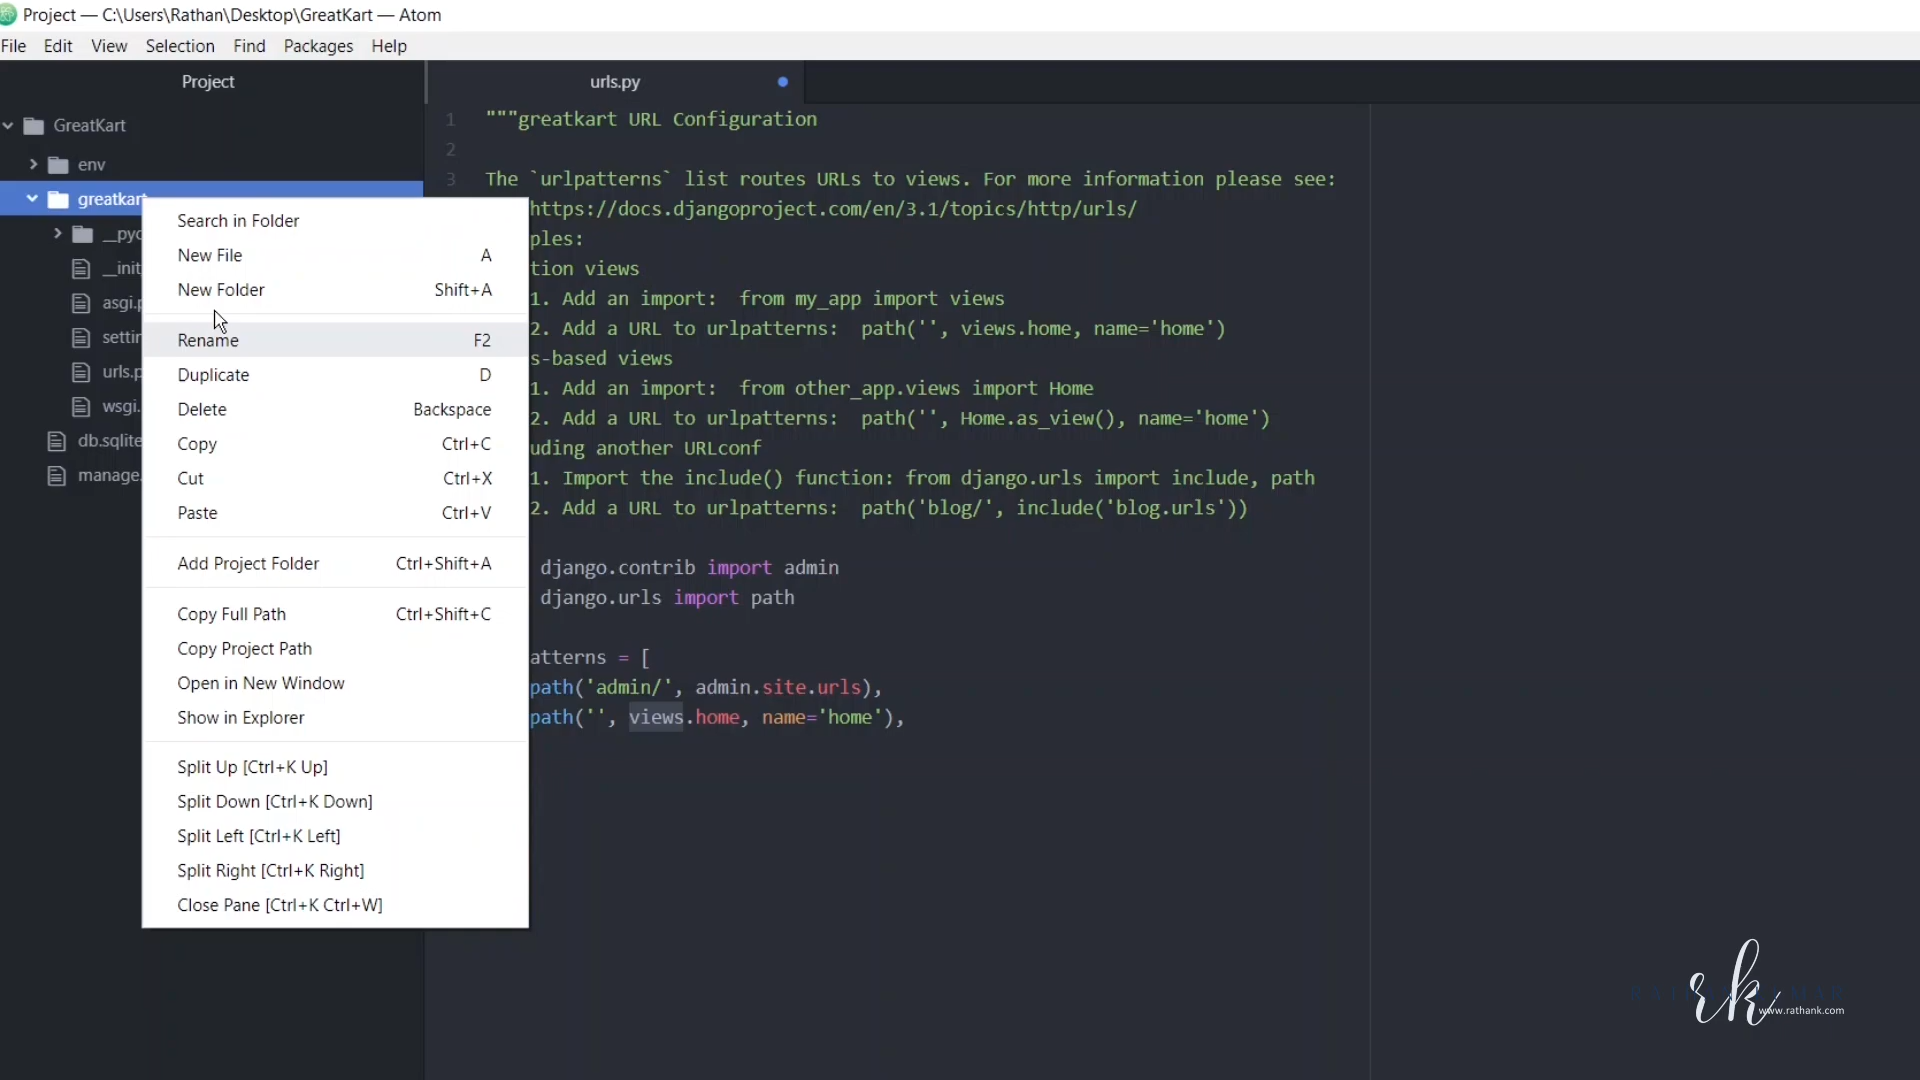 Project — C:\Users\Rathan\Desktop\GreatKart — Atom
File Edit View Selection Find Packages Help
Project
urls.py
GreatKart
env
greatkart
__pyc
__init
asgi.p
settin
urls.p
wsgi.
db.sqlite
manage.
Search in Folder
New File A
New Folder Shift+A
Rename F2
Duplicate D
Delete Backspace
Copy Ctrl+C
Cut Ctrl+X
Paste Ctrl+V
Add Project Folder Ctrl+Shift+A
Copy Full Path Ctrl+Shift+C
Copy Project Path
Open in New Window
Show in Explorer
Split Up [Ctrl+K Up]
Split Down [Ctrl+K Down]
Split Left [Ctrl+K Left]
Split Right [Ctrl+K Right]
Close Pane [Ctrl+K Ctrl+W]
1 """greatkart URL Configuration
2
3 The `urlpatterns` list routes URLs to views. For more information please see:
https://docs.djangoproject.com/en/3.1/topics/http/urls/
ples:
tion views
1. Add an import:  from my_app import views
2. Add a URL to urlpatterns:  path('', views.home, name='home')
s-based views
1. Add an import:  from other_app.views import Home
2. Add a URL to urlpatterns:  path('', Home.as_view(), name='home')
uding another URLconf
1. Import the include() function: from django.urls import include, path
2. Add a URL to urlpatterns:  path('blog/', include('blog.urls'))
django.contrib import admin
django.urls import path
atterns = [
path('admin/', admin.site.urls),
path('', views.home, name='home'),
rk
www.rathank.com